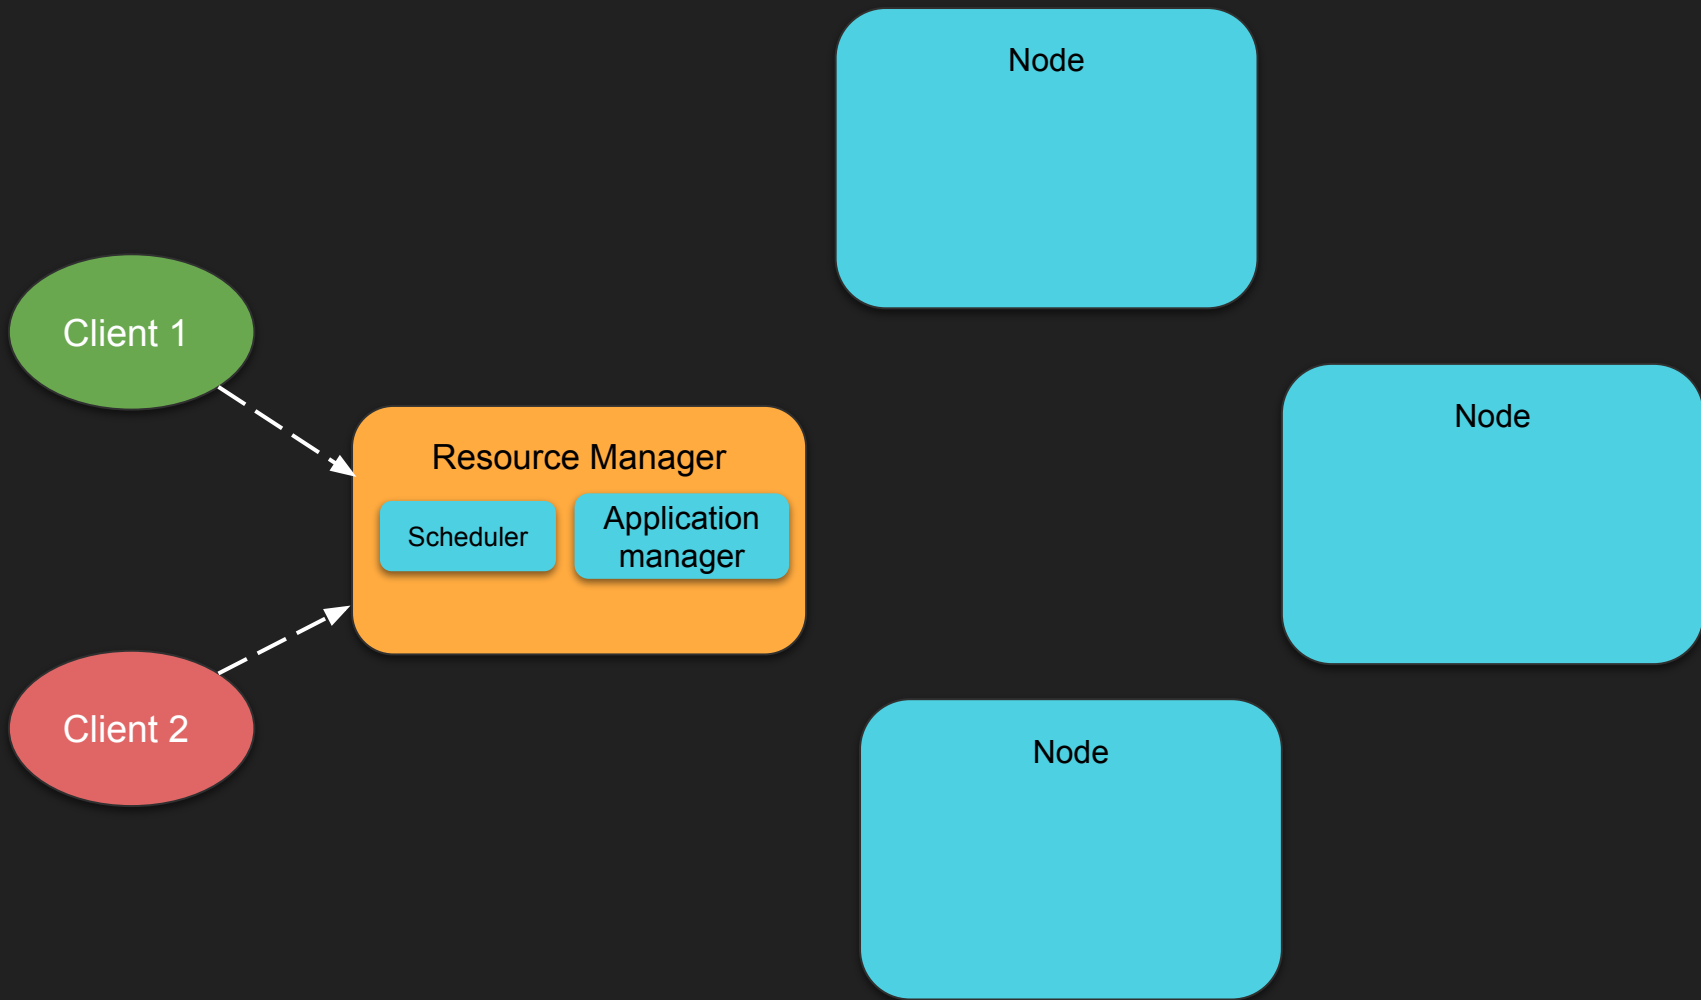 Node
Client 1
Node
Resource Manager
Scheduler
Application
manager
Client 2
Node